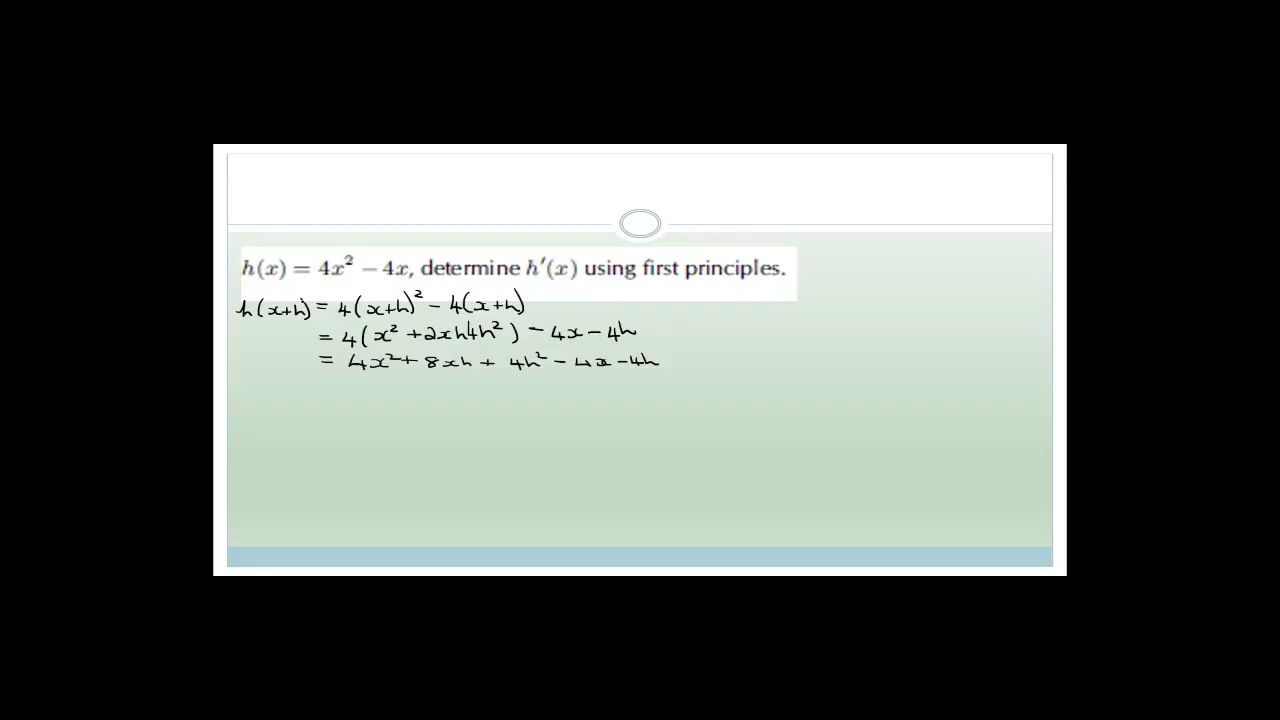 h(x) = 4x² − 4x, determine h′(x) using first principles.
h(x+h) = 4(x+h)² − 4(x+h)
= 4(x² + 2xh+h²) − 4x − 4h
= 4x² + 8xh + 4h² − 4x − 4h